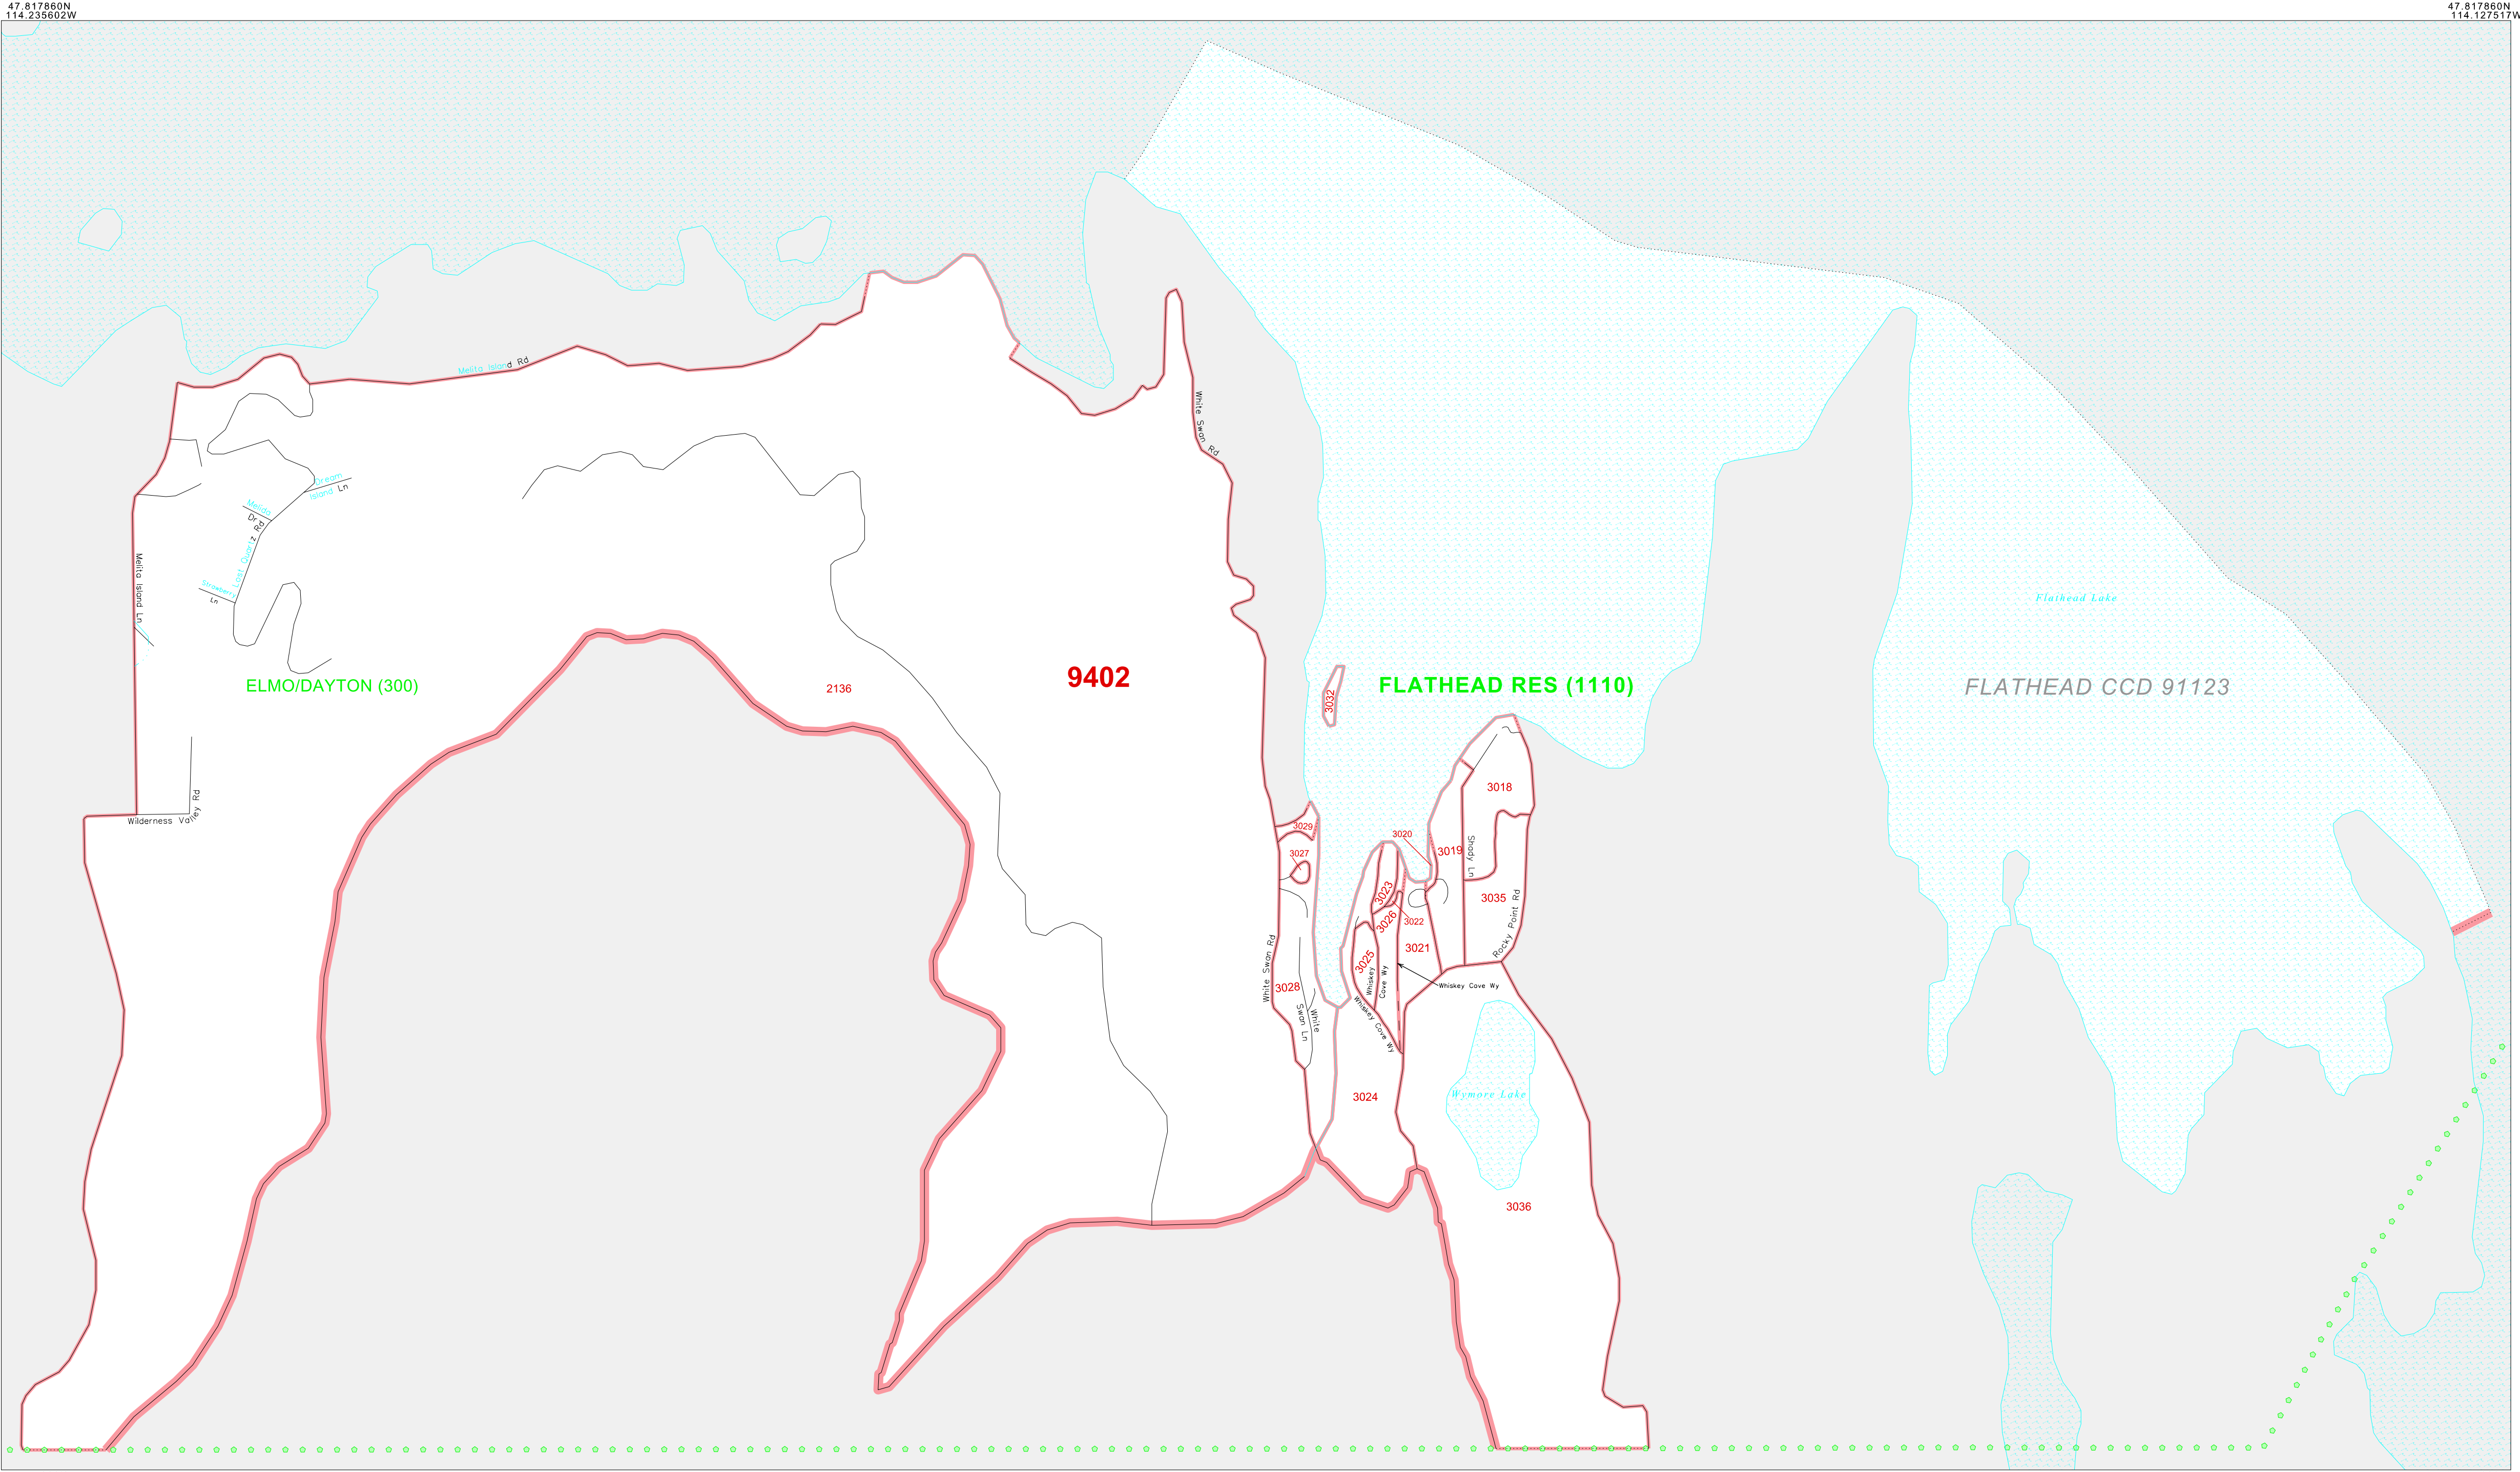 47.817860N
114.235602W
47.817860N
114.127517W
Melita Island Rd
White Swan Rd
Dream
Island Ln
Melida
Dr
Lost Quartz Rd
Strawberry
Ln
Melita Island Ln
Flathead Lake
ELMO/DAYTON (300)
2136
9402
3032
FLATHEAD RES (1110)
FLATHEAD CCD 91123
Wilderness Valley Rd
3018
3029
3020
3027
3019
Shady Ln
3023
3035
3022
3026
Rocky Point Rd
3021
3025
White Swan Rd
3028
Whiskey
Cove Wy
Whiskey Cove Wy
Whiskey Cove Wy
White
Swan Ln
3024
Wymore Lake
3036